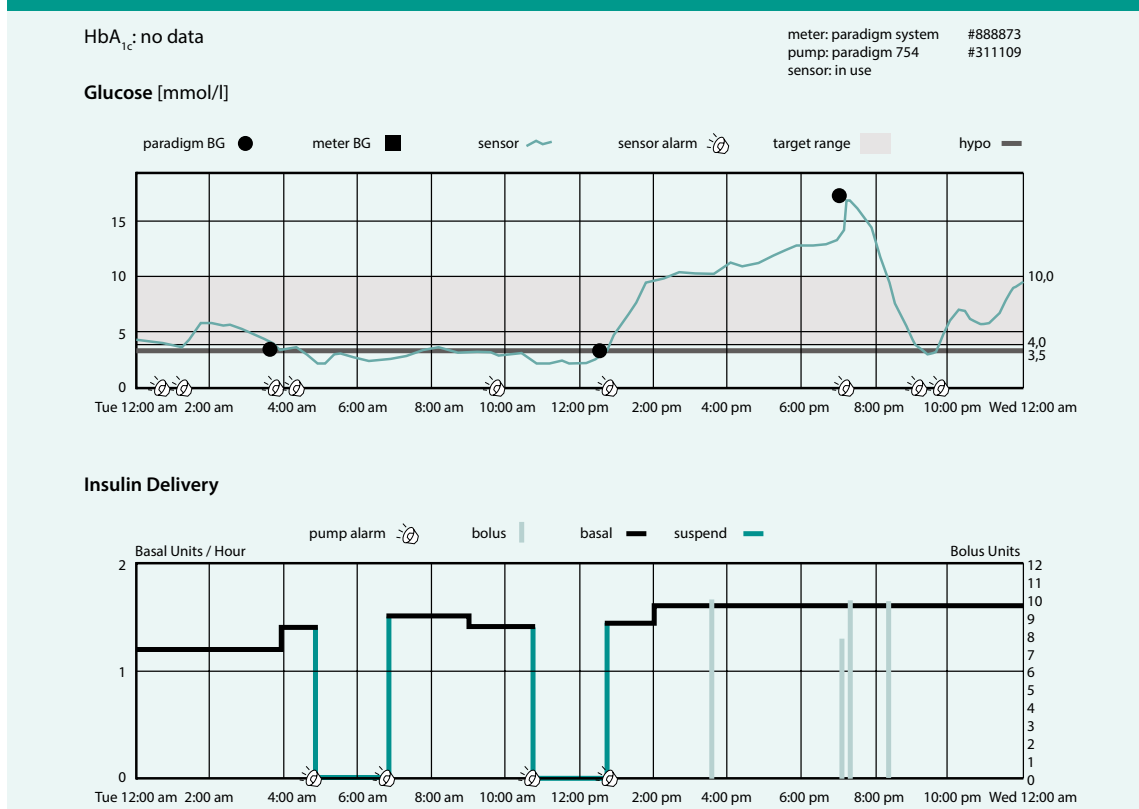 HbA1c: no data
meter: paradigm system #888873
pump: paradigm 754 #311109
sensor: in use
Glucose [mmol/l]
paradigm BG meter BG sensor sensor alarm target range hypo
15
10 10,0
5
4,0
3,5
0
Tue 12:00 am 2:00 am 4:00 am 6:00 am 8:00 am 10:00 am 12:00 pm 2:00 pm 4:00 pm 6:00 pm 8:00 pm 10:00 pm Wed 12:00 am
Insulin Delivery
pump alarm bolus basal suspend
Basal Units / Hour Bolus Units
2 12
11
10
9
8
7
1 6
5
4
3
2
1
0 0
Tue 12:00 am 2:00 am 4:00 am 6:00 am 8:00 am 10:00 am 12:00 pm 2:00 pm 4:00 pm 6:00 pm 8:00 pm 10:00 pm Wed 12:00 am